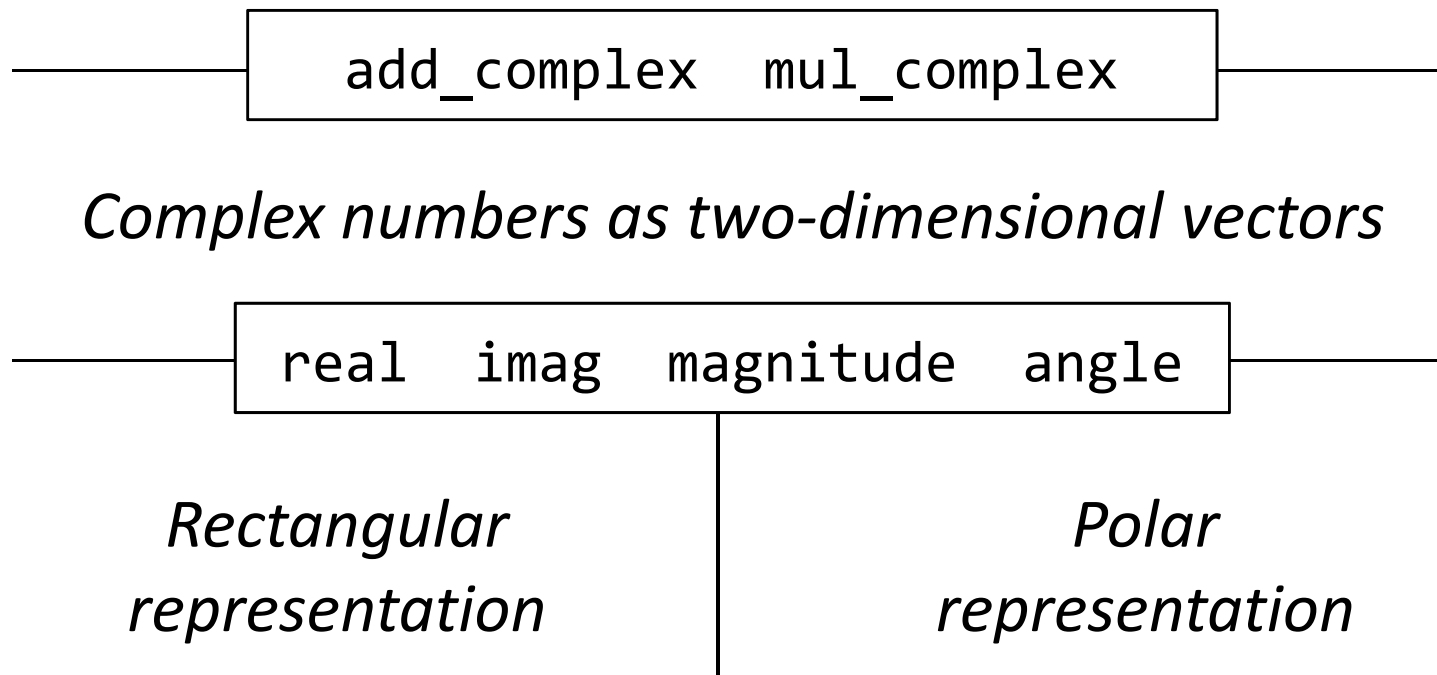 add_complex mul_complex
Complex numbers as two-dimensional vectors
real imag magnitude angle
Rectangular
representation
Polar
representation